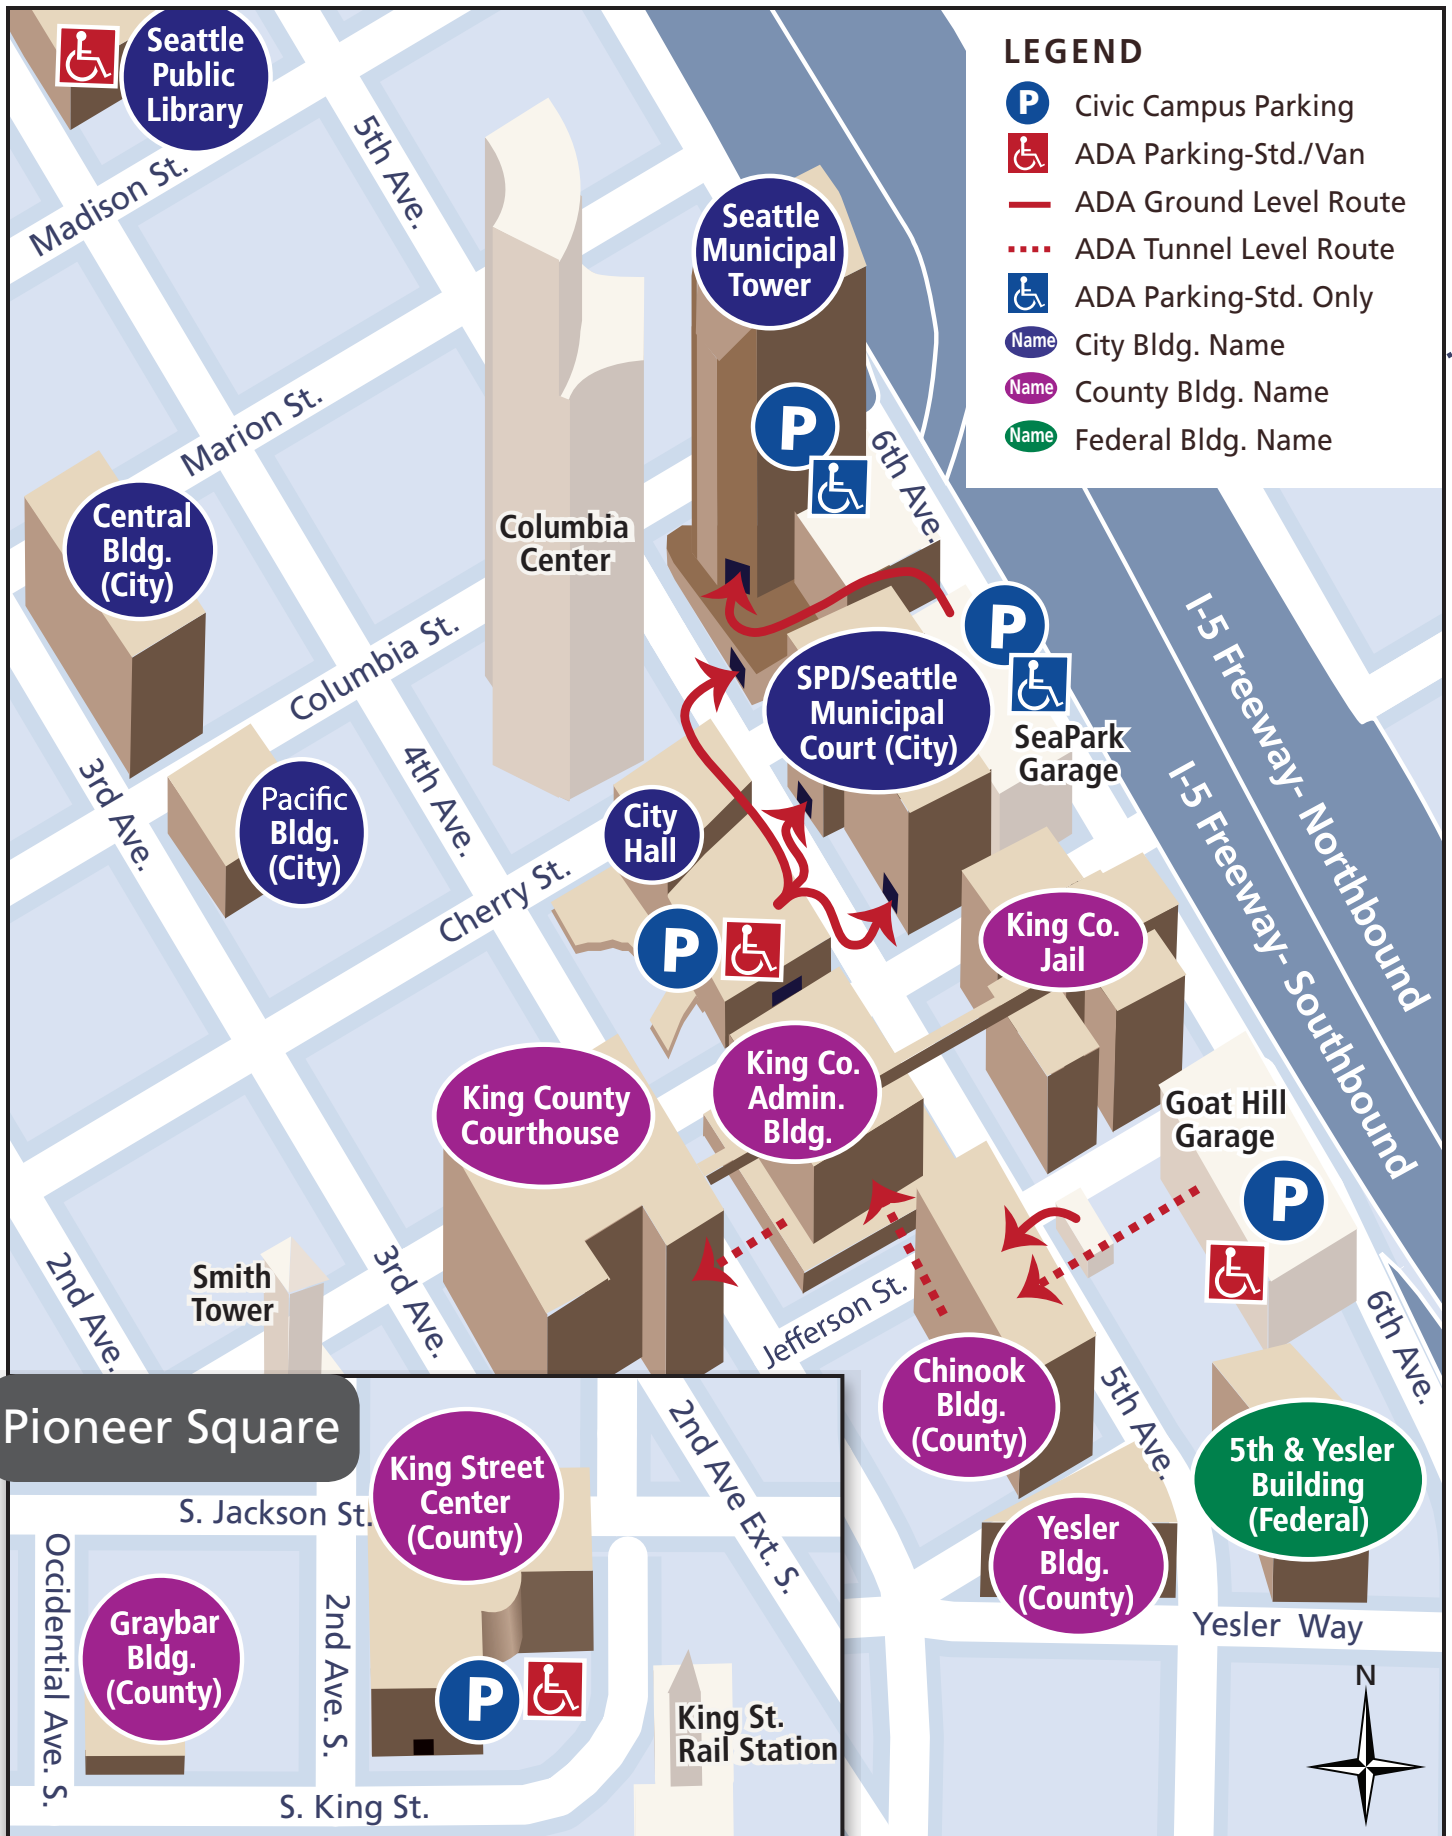 Seattle
Public
Library
LEGEND
P
Civic Campus Parking
ADA Parking-Std./Van
ADA Ground Level Route
ADA Tunnel Level Route
ADA Parking-Std. Only
Name
City Bldg. Name
Name
County Bldg. Name
Name
Federal Bldg. Name
5th Ave.
Madison St.
Seattle
Municipal
Tower
Marion St.
P
6th Ave.
Central
Bldg.
(City)
Columbia
Center
Columbia St.
P
SPD/Seattle
Municipal
Court (City)
SeaPark
Garage
I-5 Freeway- Northbound
I-5 Freeway- Southbound
3rd Ave.
Pacific
Bldg.
(City)
4th Ave.
City
Hall
Cherry St.
P
King Co.
Jail
King County
Courthouse
King Co.
Admin.
Bldg.
Goat Hill
Garage
P
2nd Ave.
Smith
Tower
3rd Ave.
Jefferson St.
6th Ave.
Chinook
Bldg.
(County)
5th Ave.
5th & Yesler
Building
(Federal)
Yesler
Bldg.
(County)
Yesler Way
N
Pioneer Square
King Street
Center
(County)
2nd Ave Ext. S.
S. Jackson St.
Occidential Ave. S.
Graybar
Bldg.
(County)
2nd Ave. S.
P
King St.
Rail Station
S. King St.